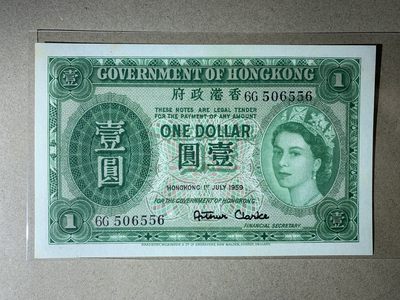 壹 GOVERNMENT OF HONGKONG 1
府政港香 6G 506556
THESE NOTES ARE LEGAL TENDER
FOR THE PAYMENT OF ANY AMOUNT
ONE DOLLAR
壹圓
圓壹
HONGKONG 1ST JULY 1959
FOR THE GOVERNMENT OF HONGKONG
6G 506556
Arthur Clarke
FINANCIAL SECRETARY
1 壹